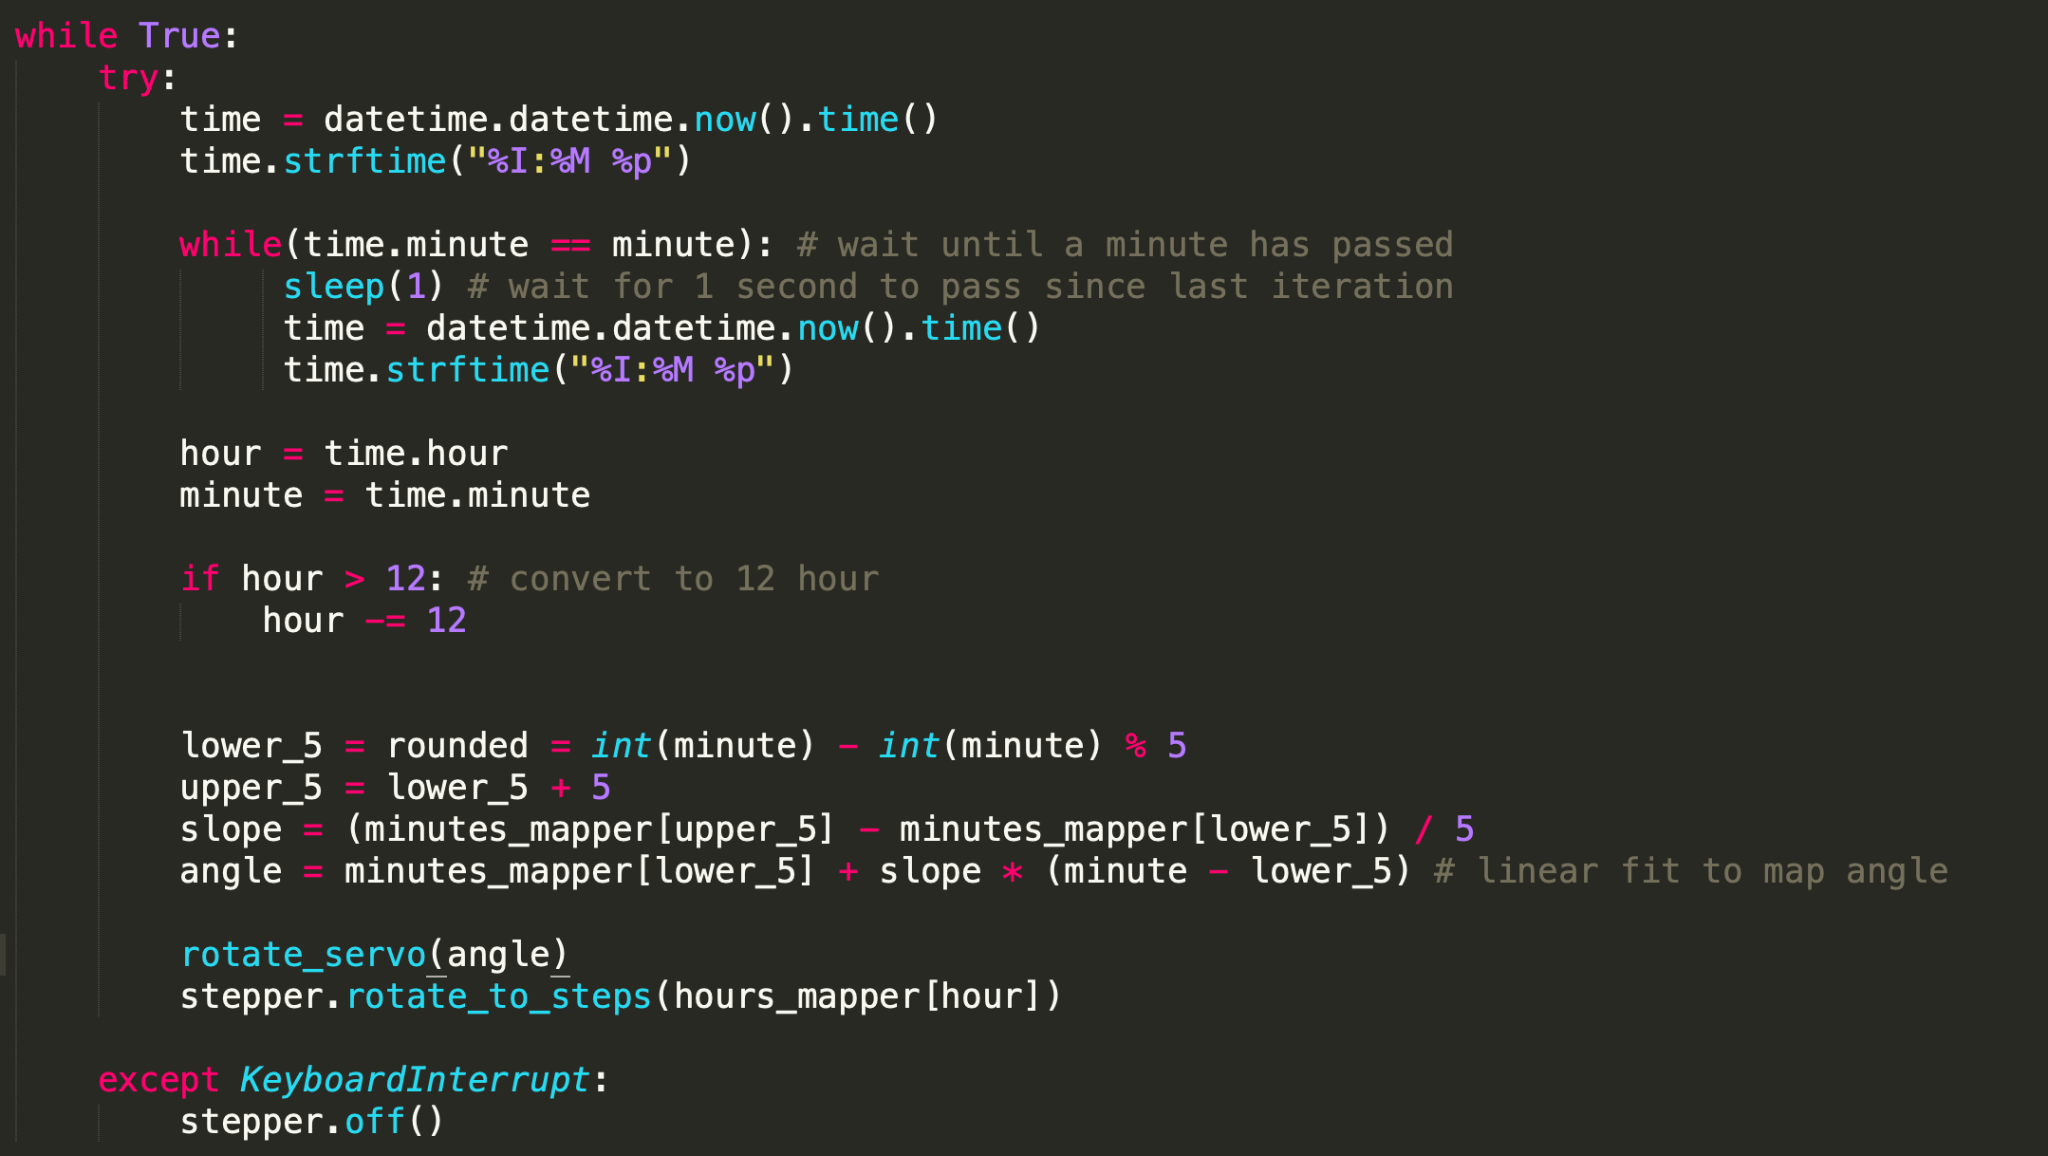 while True:
try:
time = datetime.datetime.now().time()
time.strftime("%I:%M %p")
while(time.minute == minute): # wait until a minute has passed
sleep(1) # wait for 1 second to pass since last iteration
time = datetime.datetime.now().time()
time.strftime("%I:%M %p")
hour = time.hour
minute = time.minute
if hour > 12: # convert to 12 hour
hour -= 12
lower_5 = rounded = int(minute) - int(minute) % 5
upper_5 = lower_5 + 5
slope = (minutes_mapper[upper_5] - minutes_mapper[lower_5]) / 5
angle = minutes_mapper[lower_5] + slope * (minute - lower_5) # linear fit to map angle
rotate_servo(angle)
stepper.rotate_to_steps(hours_mapper[hour])
except KeyboardInterrupt:
stepper.off()